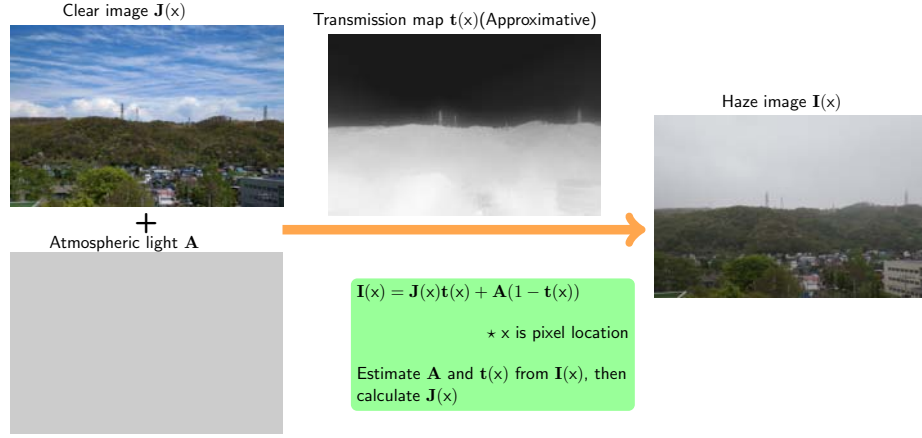 Clear image J(x)
Transmission map t(x)(Approximative)
Haze image I(x)
+
Atmospheric light A
I(x) = J(x)t(x) + A(1 − t(x))
⋆ x is pixel location
Estimate A and t(x) from I(x), then
calculate J(x)